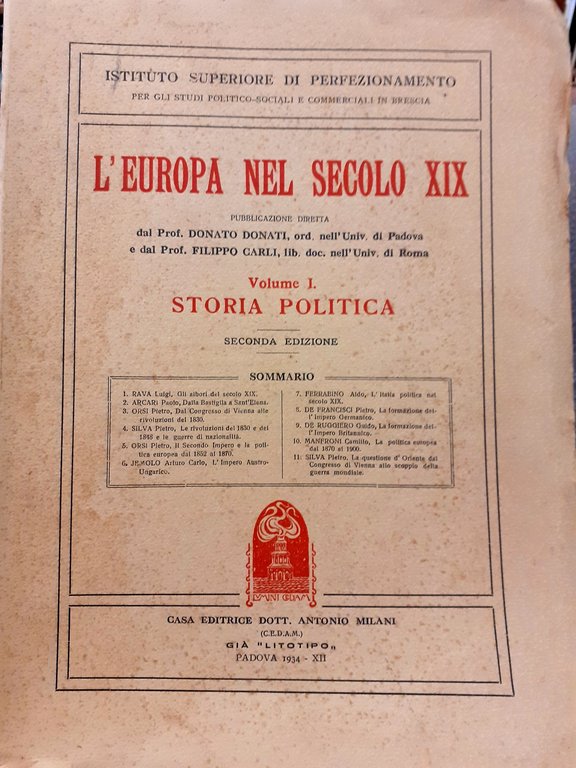 ISTITUTO SUPERIORE DI PERFEZIONAMENTO
PER GLI STUDI POLITICO-SOCIALI E COMMERCIALI IN BRESCIA
L'EUROPA NEL SECOLO XIX
PUBBLICAZIONE DIRETTA
dal Prof. DONATO DONATI, ord. nell'Univ. di Padova
e dal Prof. FILIPPO CARLI, lib. doc. nell'Univ. di Roma
Volume I.
STORIA POLITICA
SECONDA EDIZIONE
SOMMARIO
1. RAVA Luigi, Gli albori del secolo XIX.
2. ARCARI Paolo, Dalla Bastiglia a Sant'Elena.
3. ORSI Pietro, Dal Congresso di Vienna alle
rivoluzioni del 1830.
4. SILVA Pietro, Le rivoluzioni del 1830 e del
1848 e le guerre di nazionalità.
5. ORSI Pietro, Il Secondo Impero e la poli-
tica europea dal 1852 al 1870.
6. JEMOLO Arturo Carlo, L'Impero Austro-
Ungarico.
7. FERRABINO Aldo, L'Italia politica nel
secolo XIX.
8. DE FRANCISCI Pietro, La formazione del-
l'Impero Germanico.
9. DE RUGGIERO Guido, La formazione del-
l'Impero Britannico.
10. MANFRONI Camillo, La politica europea
dal 1870 al 1900.
11. SILVA Pietro, La questione d'Oriente dal
Congresso di Vienna allo scoppio della
guerra mondiale.
LVMINI CEDAM
CASA EDITRICE DOTT. ANTONIO MILANI
(C.E.D.A.M.)
GIÀ "LITOTIPO"
PADOVA 1934 - XII